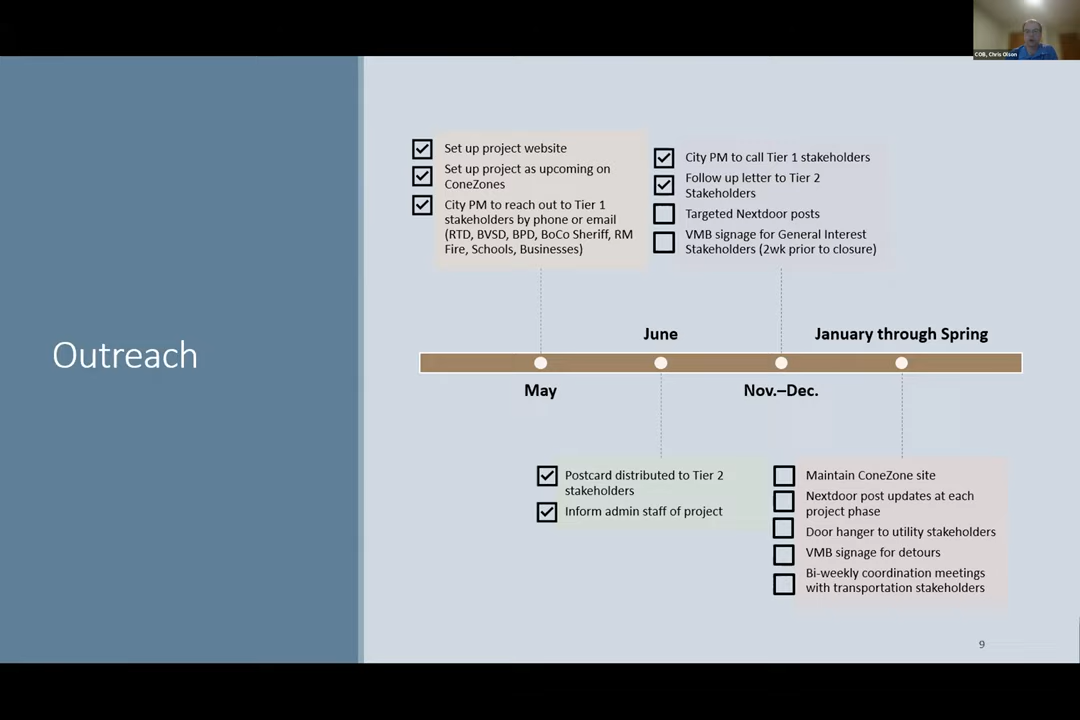 COB, Chris Olson
Outreach
Set up project website
Set up project as upcoming on
ConeZones
City PM to reach out to Tier 1
stakeholders by phone or email
(RTD, BVSD, BPD, BoCo Sheriff, RM
Fire, Schools, Businesses)
City PM to call Tier 1 stakeholders
Follow up letter to Tier 2
Stakeholders
Targeted Nextdoor posts
VMB signage for General Interest
Stakeholders (2wk prior to closure)
June
January through Spring
May
Nov.–Dec.
Postcard distributed to Tier 2
stakeholders
Inform admin staff of project
Maintain ConeZone site
Nextdoor post updates at each
project phase
Door hanger to utility stakeholders
VMB signage for detours
Bi-weekly coordination meetings
with transportation stakeholders
9